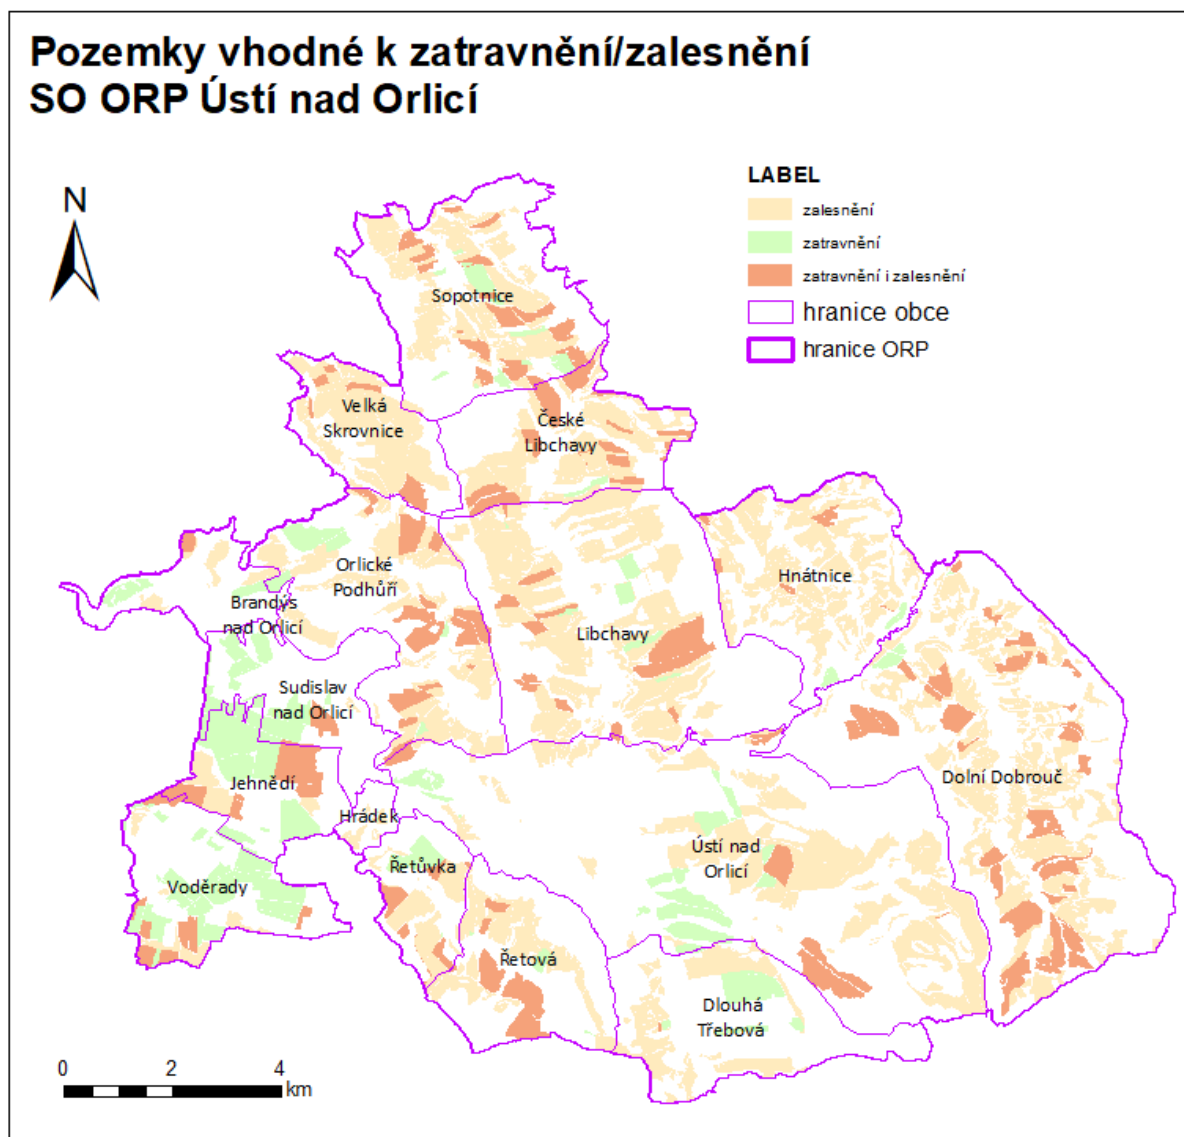 Pozemky vhodné k zatravnění/zalesnění
SO ORP Ústí nad Orlicí
N
LABEL
zalesnění
zatravnění
zatravnění i zalesnění
hranice obce
hranice ORP
Sopotnice
Velká
Skrovnice
České
Libchavy
Orlické
Podhůří
Hnátnice
Brandýs
nad Orlicí
Libchavy
Sudislav
nad Orlicí
Jehnědí
Dolní Dobrouč
Hrádek
Ústí nad
Orlicí
Řetůvka
Voděrady
Řetová
Dlouhá
Třebová
0 2 4
km